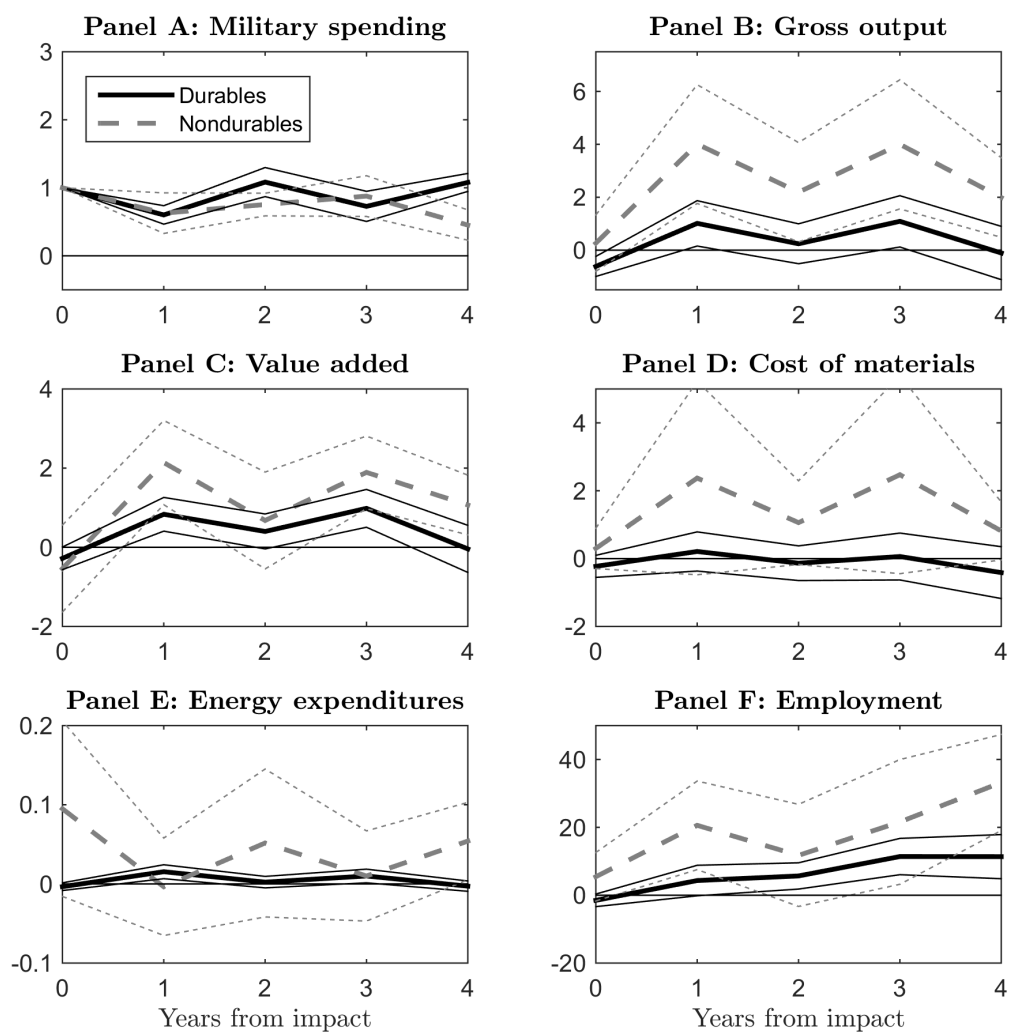 Panel A: Military spending
3
2
1
0
Durables
Nondurables
0 1 2 3 4
Panel B: Gross output
6
4
2
0
0 1 2 3 4
Panel C: Value added
4
2
0
-2
0 1 2 3 4
Panel D: Cost of materials
4
2
0
-2
0 1 2 3 4
Panel E: Energy expenditures
0.2
0.1
0
-0.1
0 1 2 3 4
Years from impact
Panel F: Employment
40
20
0
-20
0 1 2 3 4
Years from impact